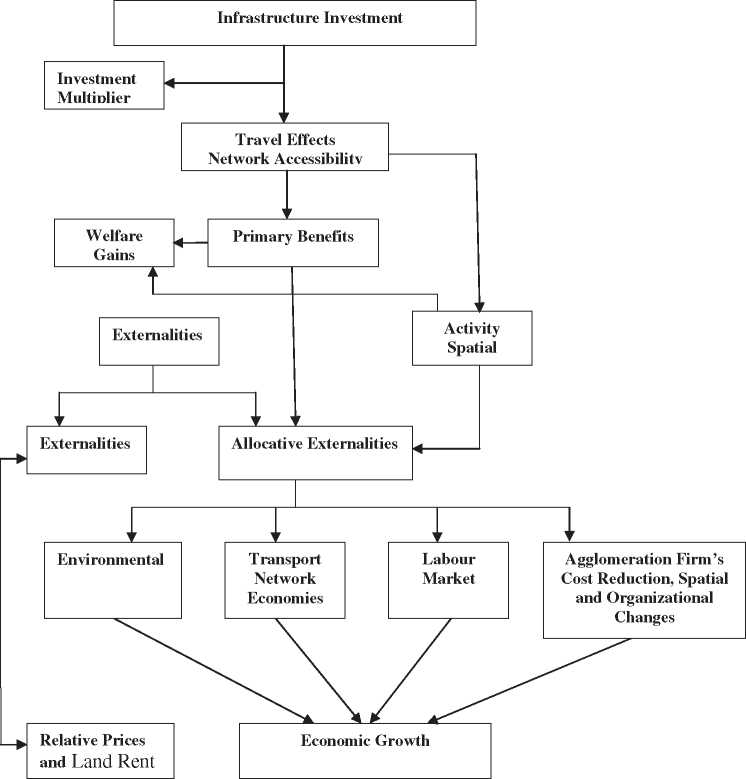 Infrastructure Investment
Investment
Multiplier
Travel Effects
Network Accessibility
Welfare
Gains
Primary Benefits
Externalities
Activity
Spatial
Externalities
Allocative Externalities
Environmental
Transport
Network
Economies
Labour
Market
Agglomeration Firm's
Cost Reduction, Spatial
and Organizational
Changes
Relative Prices
and Land Rent
Economic Growth